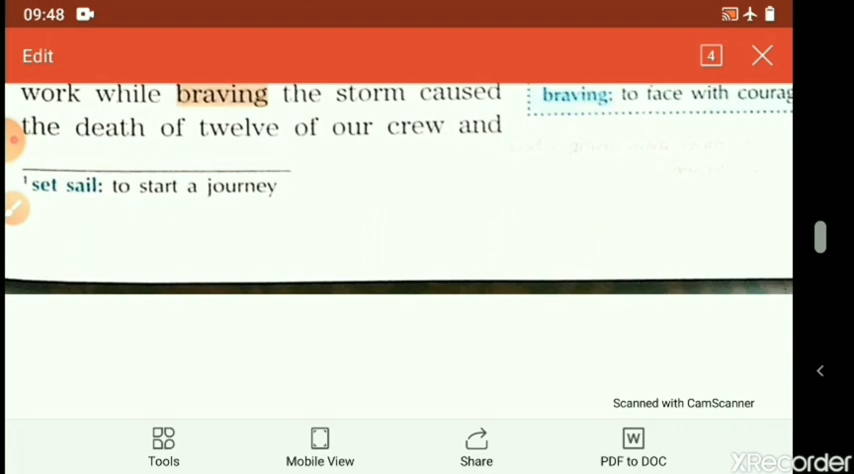 09:48
Edit
4
work while braving the storm caused
braving: to face with courag
the death of twelve of our crew and
1 set sail: to start a journey
Scanned with CamScanner
Tools
Mobile View
Share
W
PDF to DOC
XRecorder